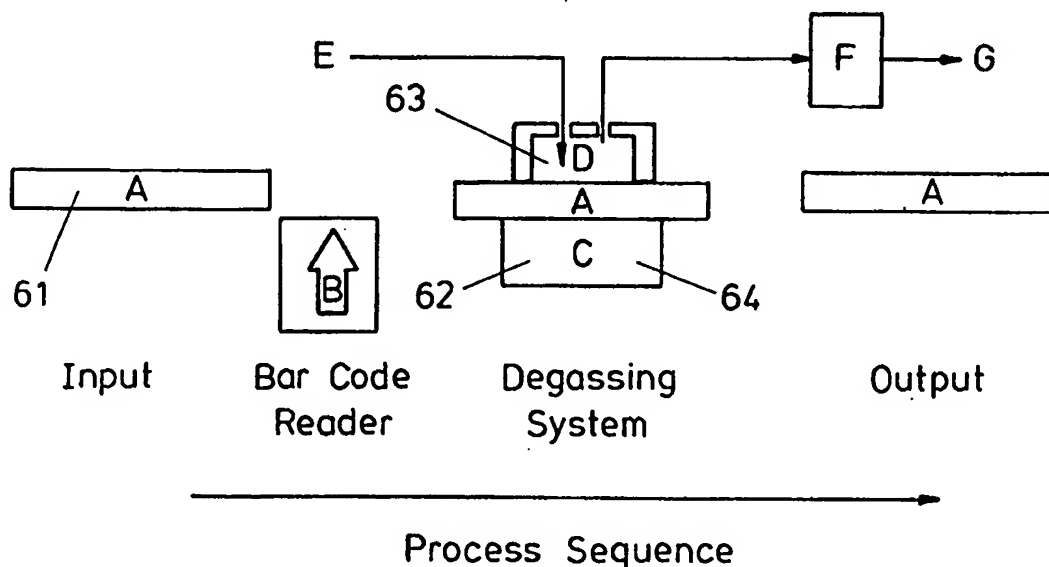 E
F
G
63
D
A
A
A
B
C
61
62
64
Input
Bar Code
Reader
Degassing
System
Output
Process Sequence